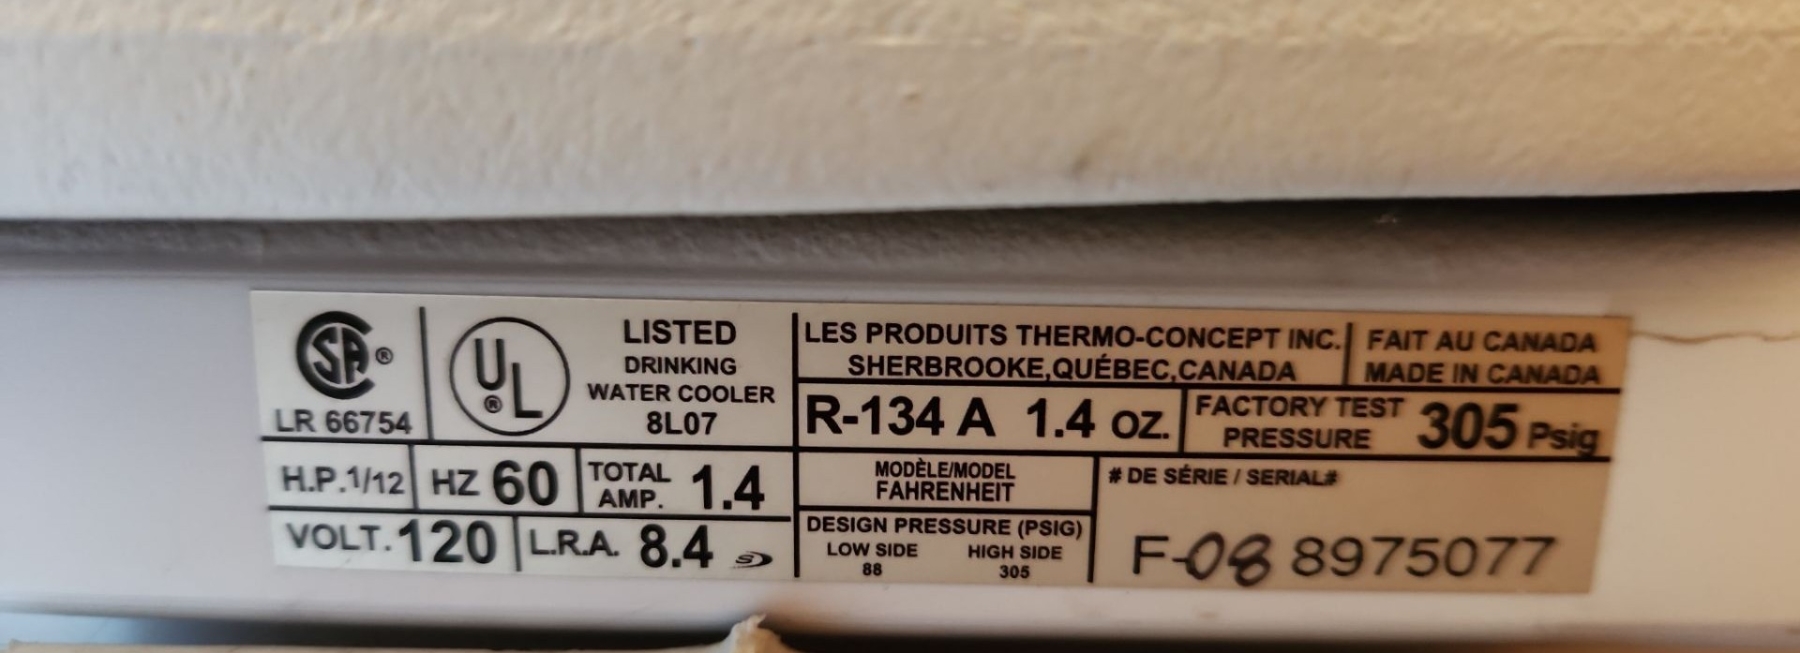 CSA ®
LR 66754
UL ®
LISTED
DRINKING
WATER COOLER
8L07
LES PRODUITS THERMO-CONCEPT INC.
SHERBROOKE,QUÉBEC,CANADA
FAIT AU CANADA
MADE IN CANADA
R-134 A 1.4 OZ.
FACTORY TEST
PRESSURE
305 Psig
H.P.1/12
HZ 60
TOTAL
AMP. 1.4
MODÈLE/MODEL
FAHRENHEIT
# DE SÉRIE / SERIAL#
VOLT. 120
L.R.A. 8.4
DESIGN PRESSURE (PSIG)
LOW SIDE HIGH SIDE
88 305
F-08 8975077